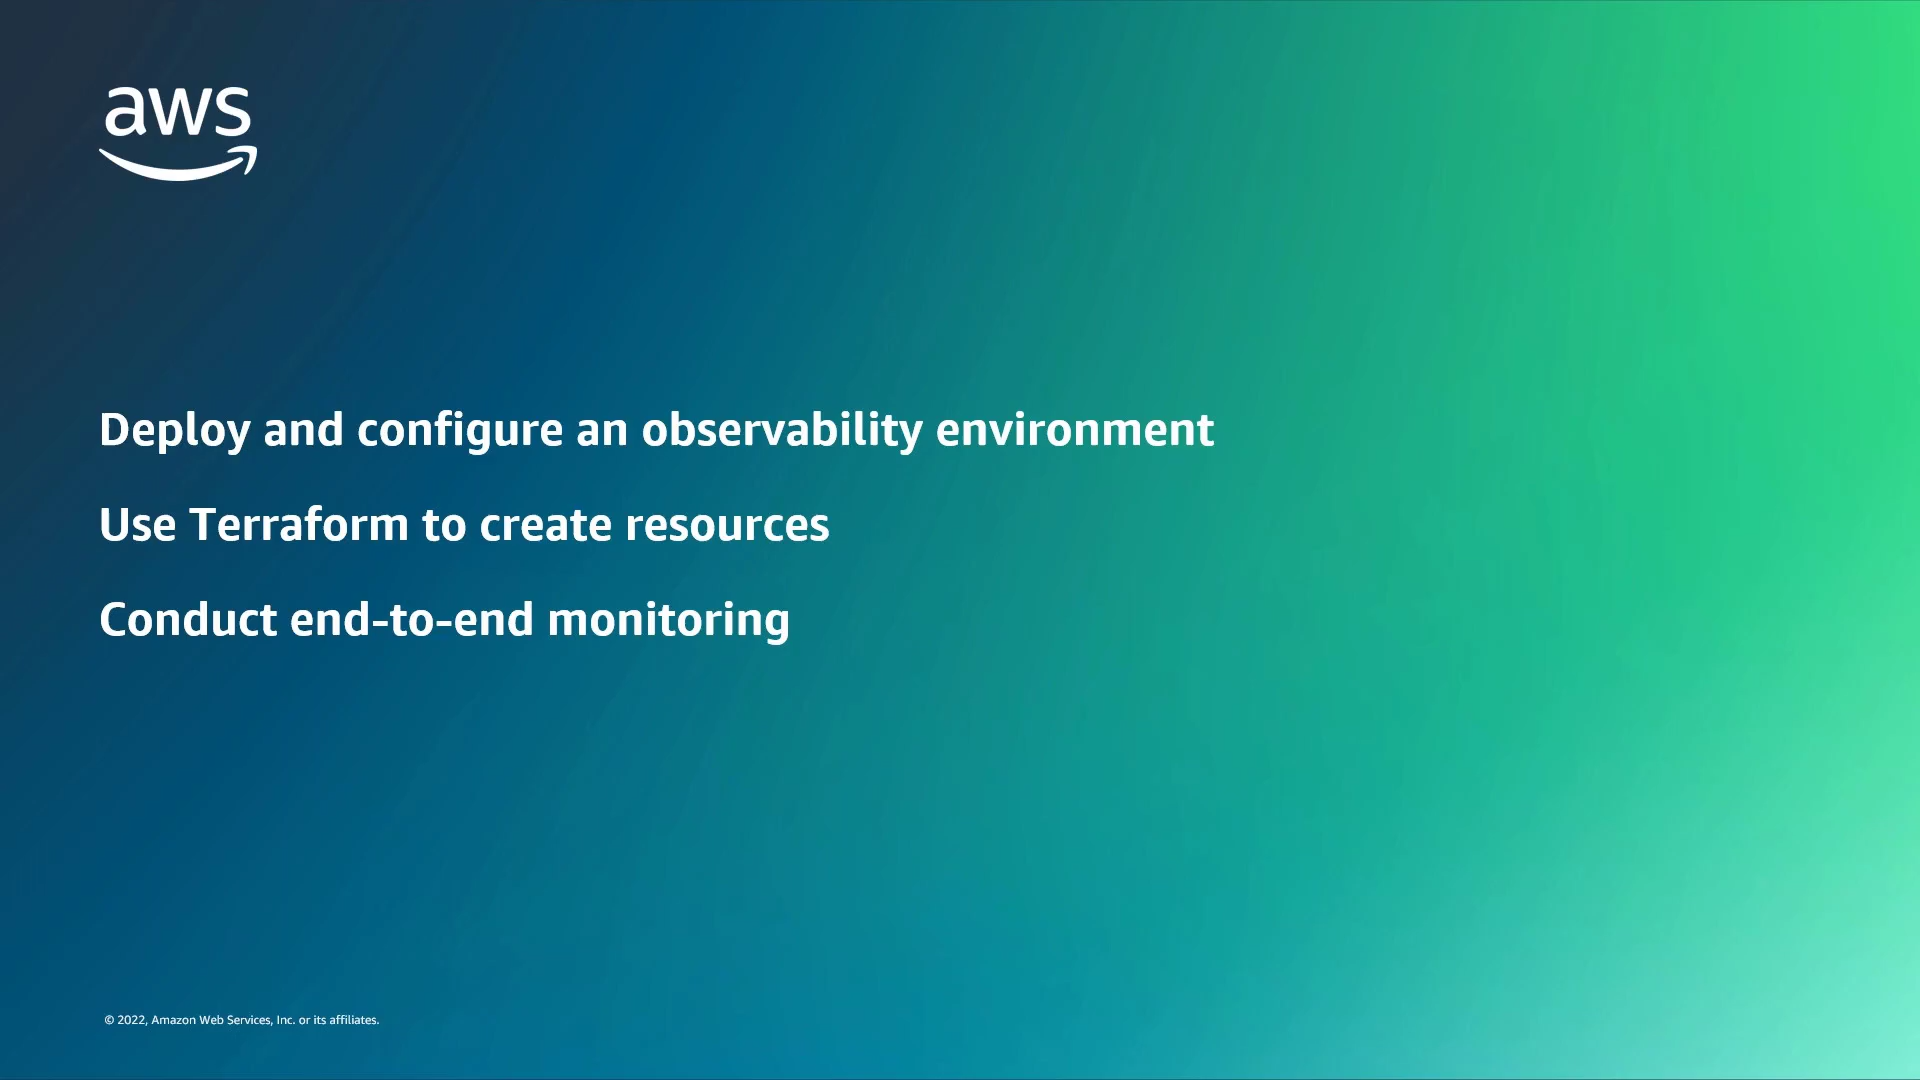 aws
Deploy and configure an observability environment
Use Terraform to create resources
Conduct end-to-end monitoring
© 2022, Amazon Web Services, Inc. or its affiliates.